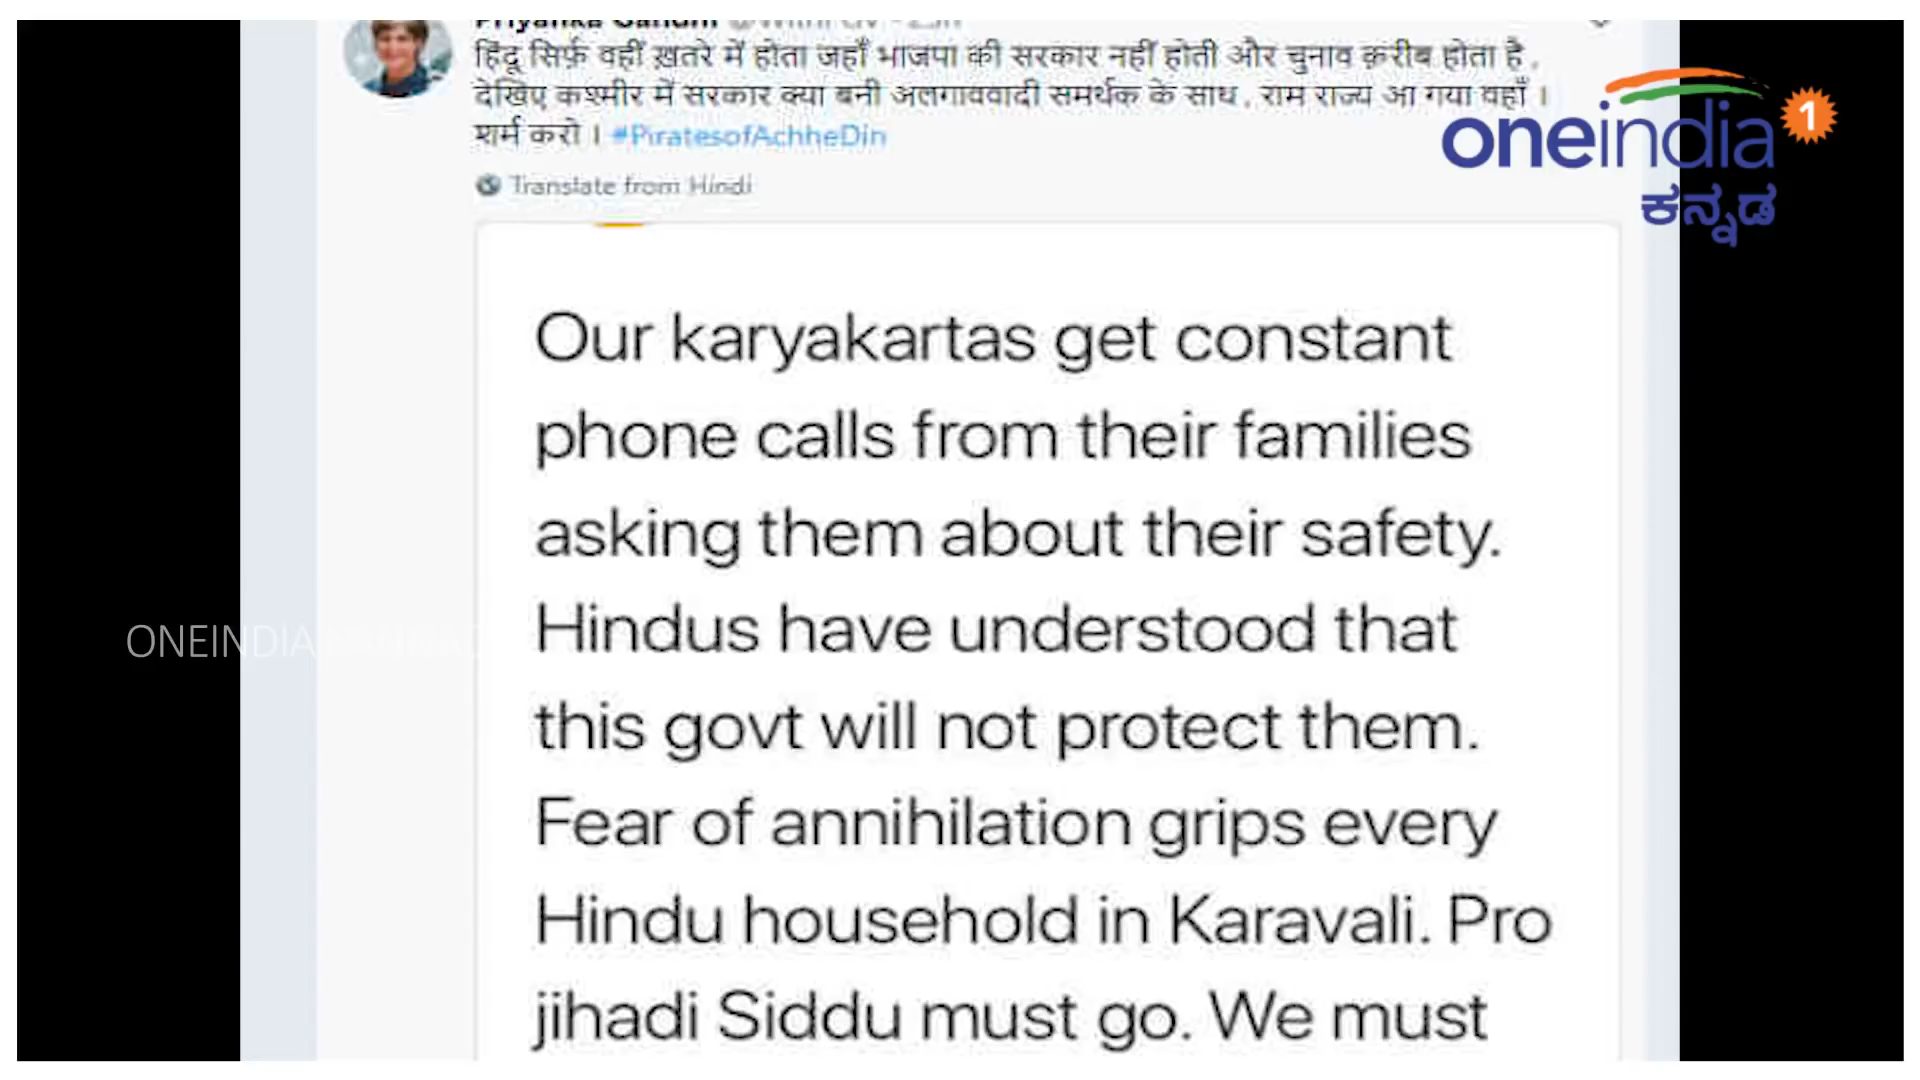 Priyanka Gandhi
हिंदू सिर्फ़ वहीं ख़तरे में होता जहाँ भाजपा की सरकार नहीं होती और चुनाव क़रीब होता है ,
देखिए कश्मीर में सरकार क्या बनी अलगाववादी समर्थक के साथ , राम राज्य आ गया वहाँ ।
शर्म करो । #PiratesofAchheDin
Translate from Hindi
oneindia 1
ಕನ್ನಡ
Our karyakartas get constant
phone calls from their families
asking them about their safety.
Hindus have understood that
ONEINDIA
this govt will not protect them.
Fear of annihilation grips every
Hindu household in Karavali. Pro
jihadi Siddu must go. We must